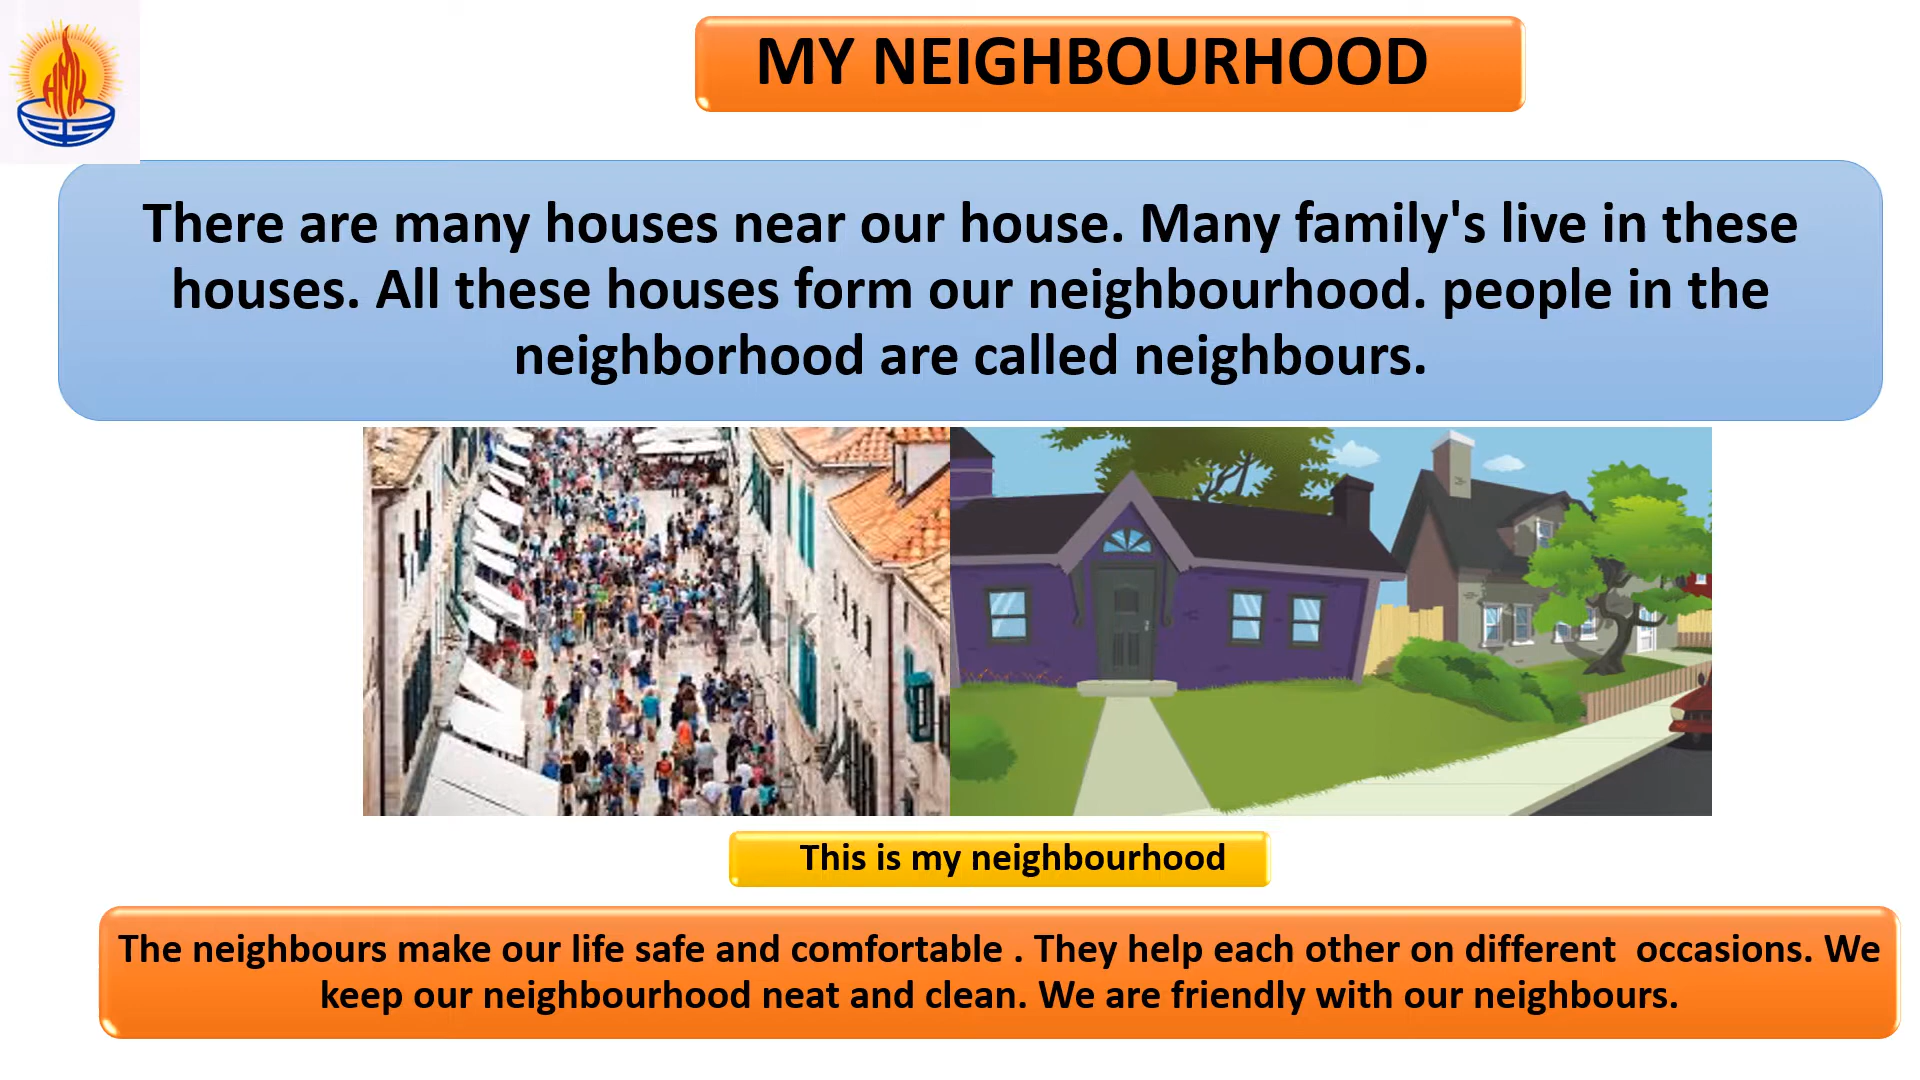 HMK
MY NEIGHBOURHOOD
There are many houses near our house. Many family's live in these
houses. All these houses form our neighbourhood. people in the
neighborhood are called neighbours.
This is my neighbourhood
The neighbours make our life safe and comfortable . They help each other on different  occasions. We
keep our neighbourhood neat and clean. We are friendly with our neighbours.